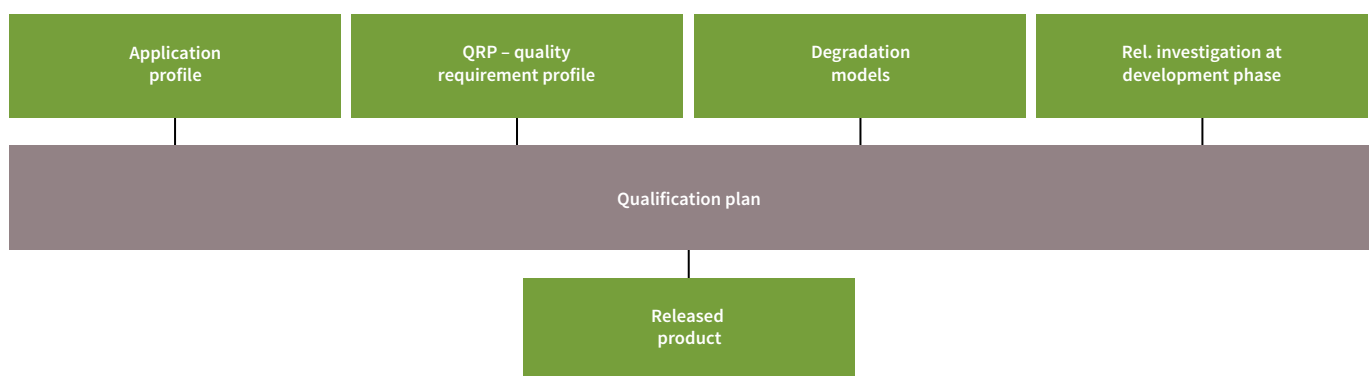 Application
profile
QRP – quality
requirement profile
Degradation
models
Rel. investigation at
development phase
Qualification plan
Released
product